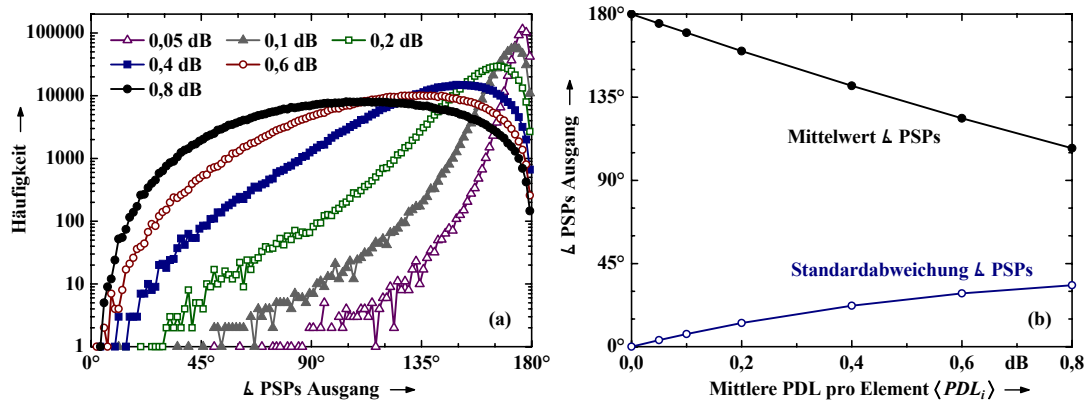 Häufigkeit →
100000
10000
1000
100
10
1
0,05 dB
0,1 dB
0,2 dB
0,4 dB
0,6 dB
0,8 dB
(a)
0°
45°
90°
135°
180°
∡ PSPs Ausgang →
∡ PSPs Ausgang →
180°
135°
90°
45°
0°
Mittelwert ∡ PSPs
Standardabweichung ∡ PSPs
(b)
0,0
0,2
0,4
0,6
dB
0,8
Mittlere PDL pro Element ⟨PDLᵢ⟩ →